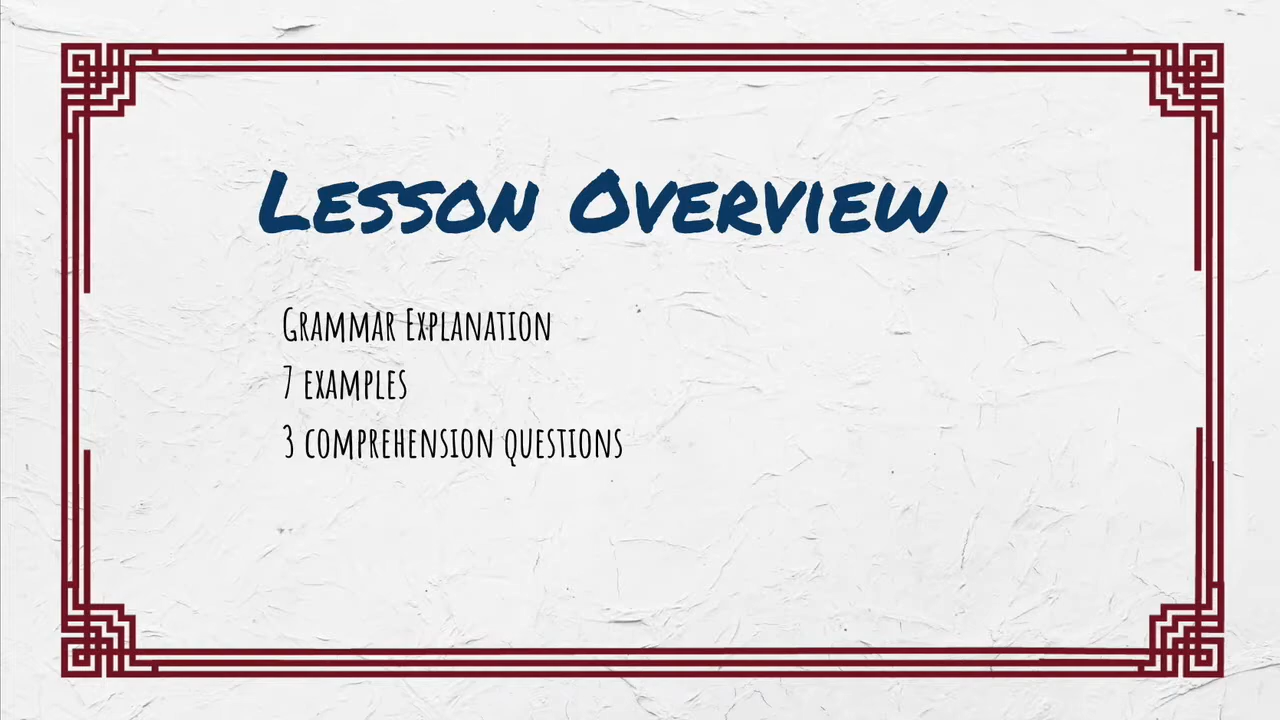 Lesson Overview
Grammar Explanation
7 examples
3 comprehension questions